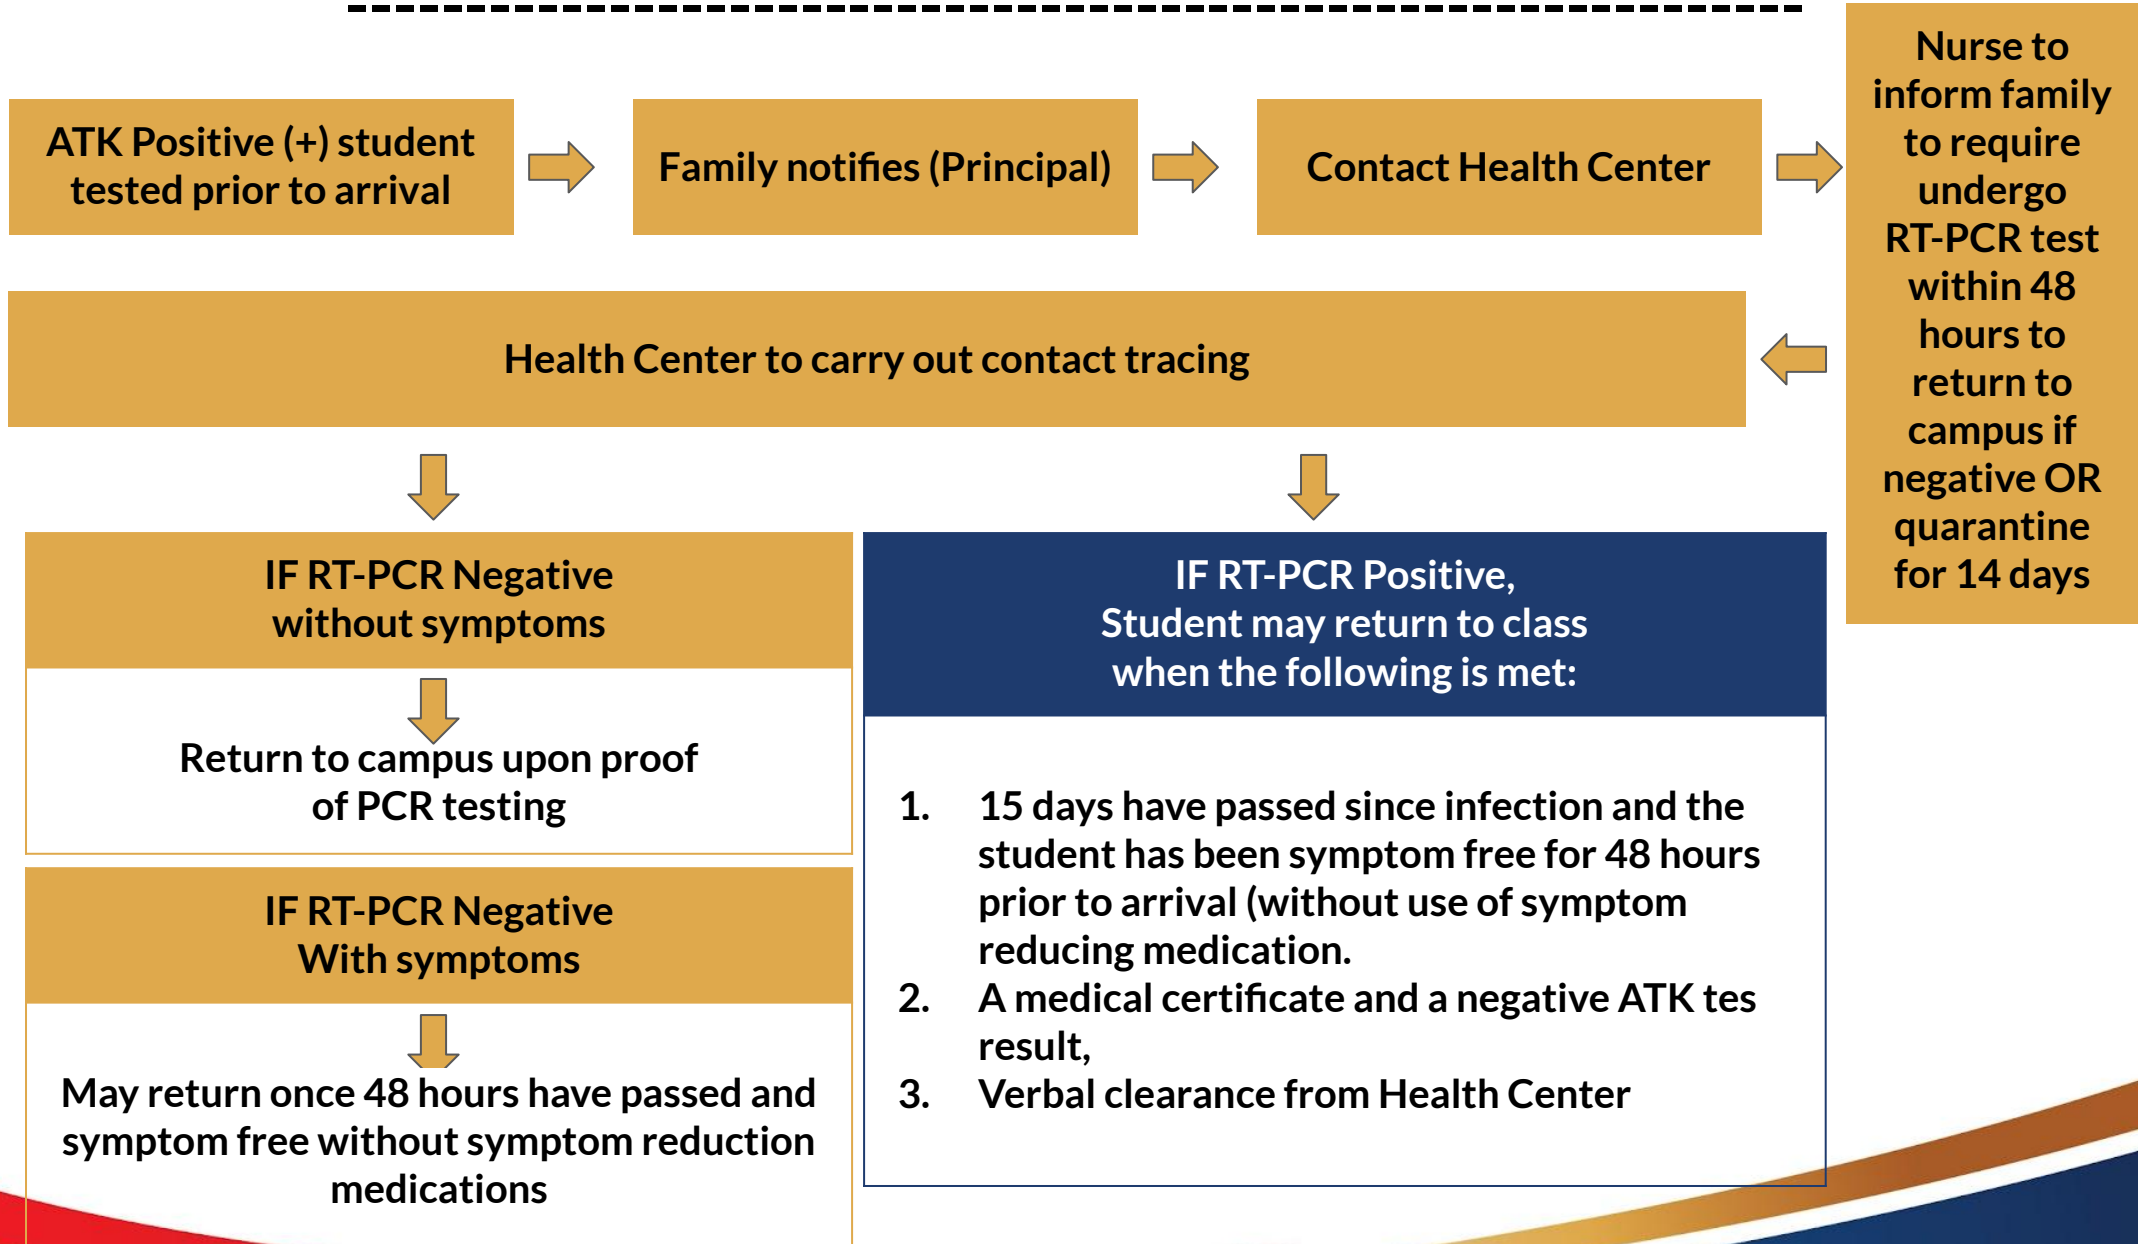 ATK Positive (+) student
tested prior to arrival
Family notifies (Principal)
Contact Health Center
Nurse to
inform family
to require
undergo
RT-PCR test
within 48
hours to
return to
campus if
negative OR
quarantine
for 14 days
Health Center to carry out contact tracing
IF RT-PCR Negative
without symptoms
Return to campus upon proof
of PCR testing
IF RT-PCR Negative
With symptoms
May return once 48 hours have passed and
symptom free without symptom reduction
medications
IF RT-PCR Positive,
Student may return to class
when the following is met:
1. 15 days have passed since infection and the
student has been symptom free for 48 hours
prior to arrival (without use of symptom
reducing medication.
2. A medical certificate and a negative ATK tes
result,
3. Verbal clearance from Health Center